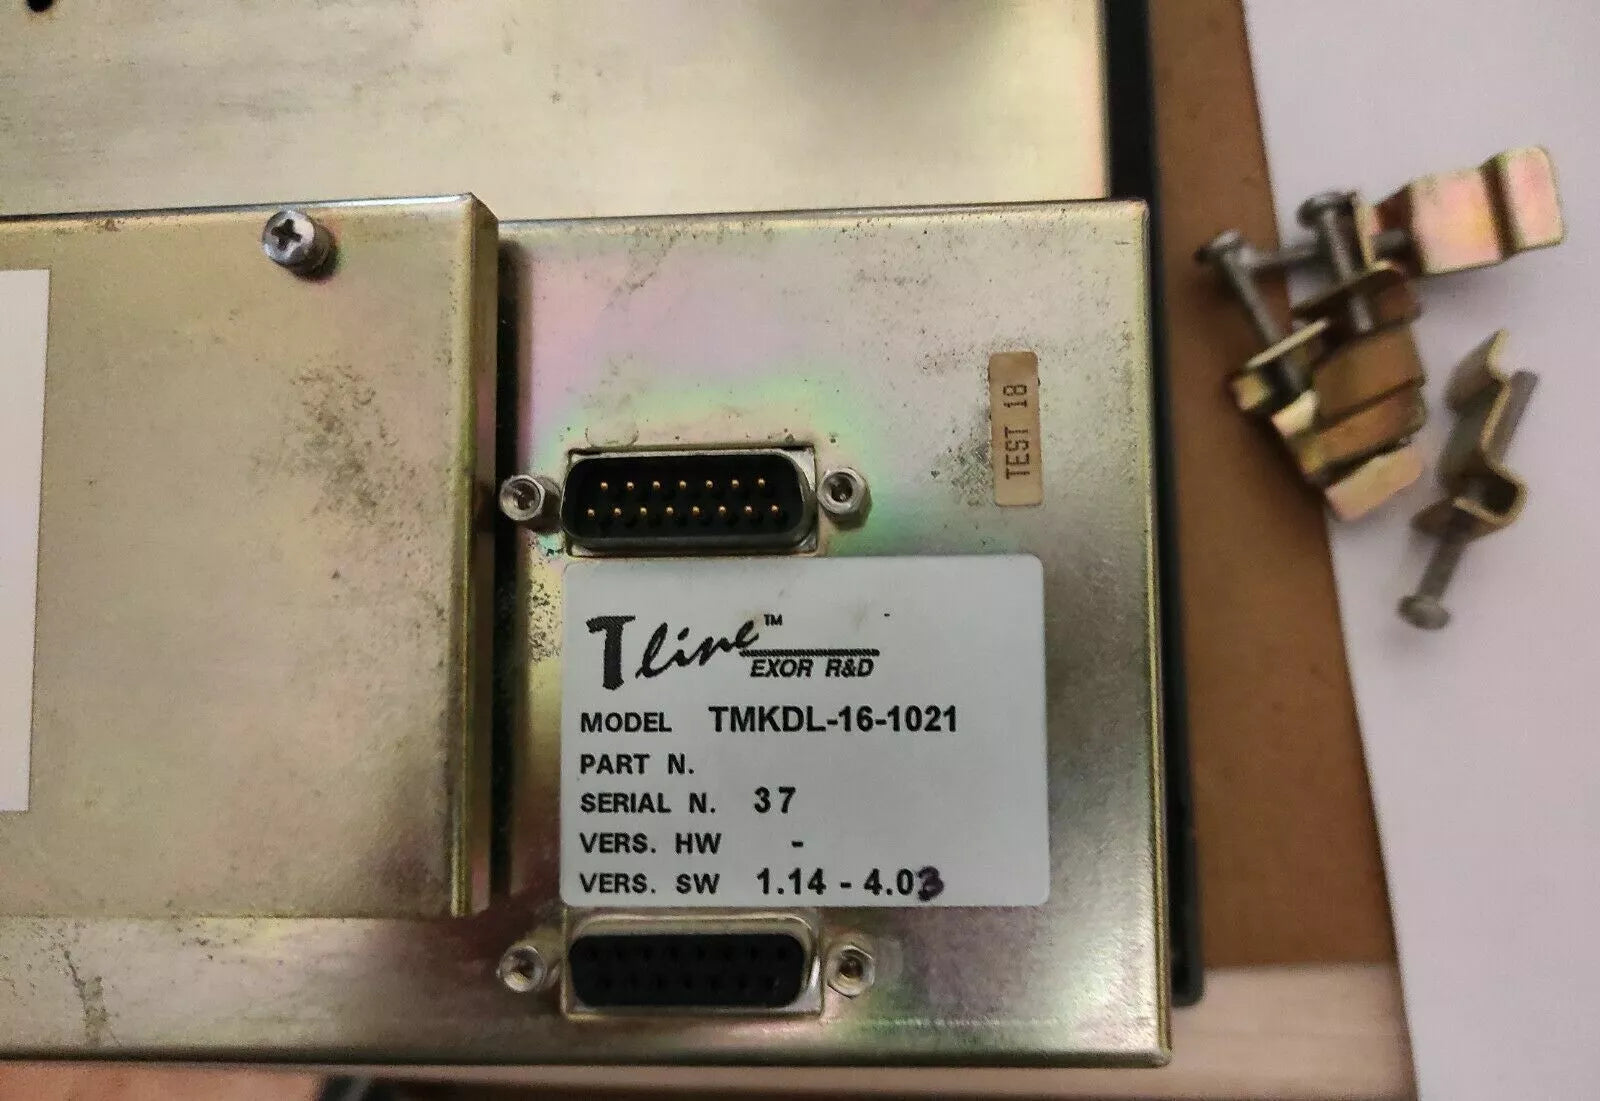 TEST 18
Tline™
EXOR R&D
MODEL TMKDL-16-1021
PART N.
SERIAL N. 37
VERS. HW -
VERS. SW 1.14 - 4.03